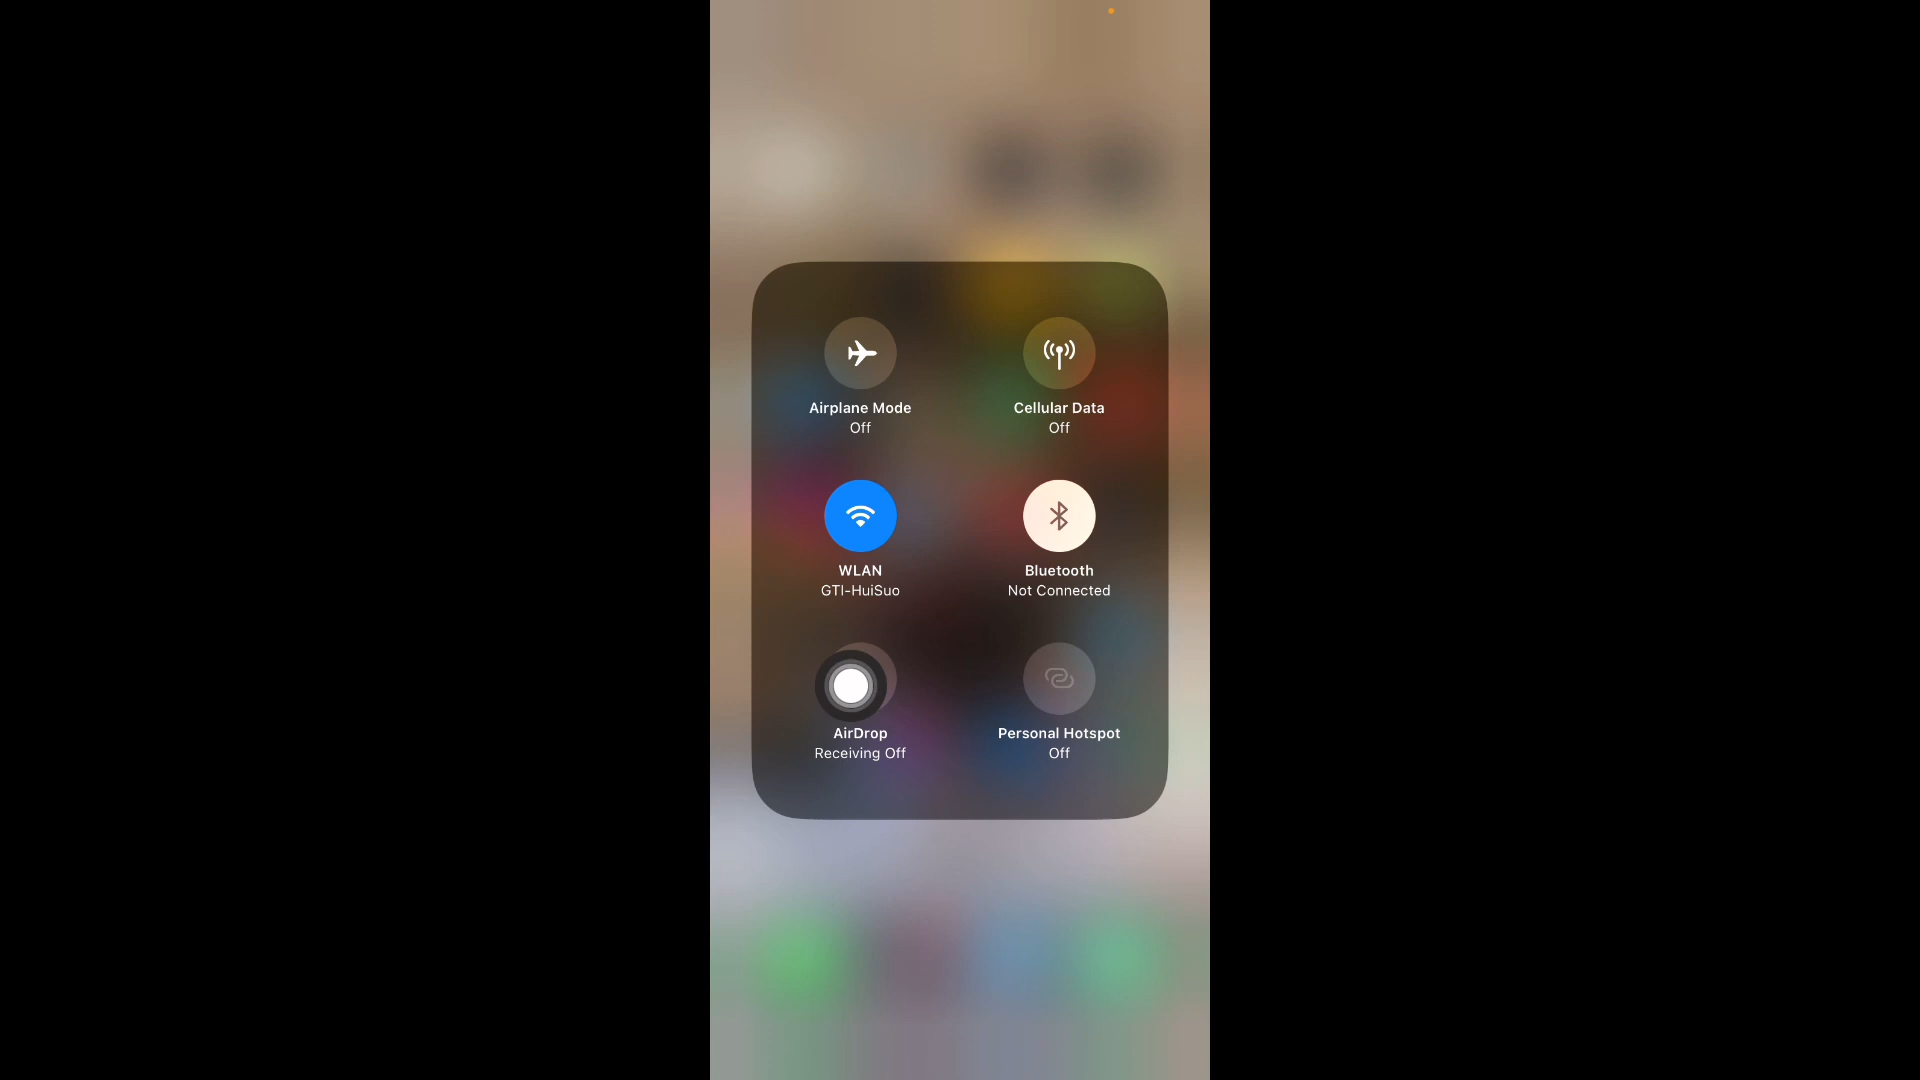 Airplane Mode
Off
Cellular Data
Off
WLAN
GTI-HuiSuo
Bluetooth
Not Connected
AirDrop
Receiving Off
Personal Hotspot
Off